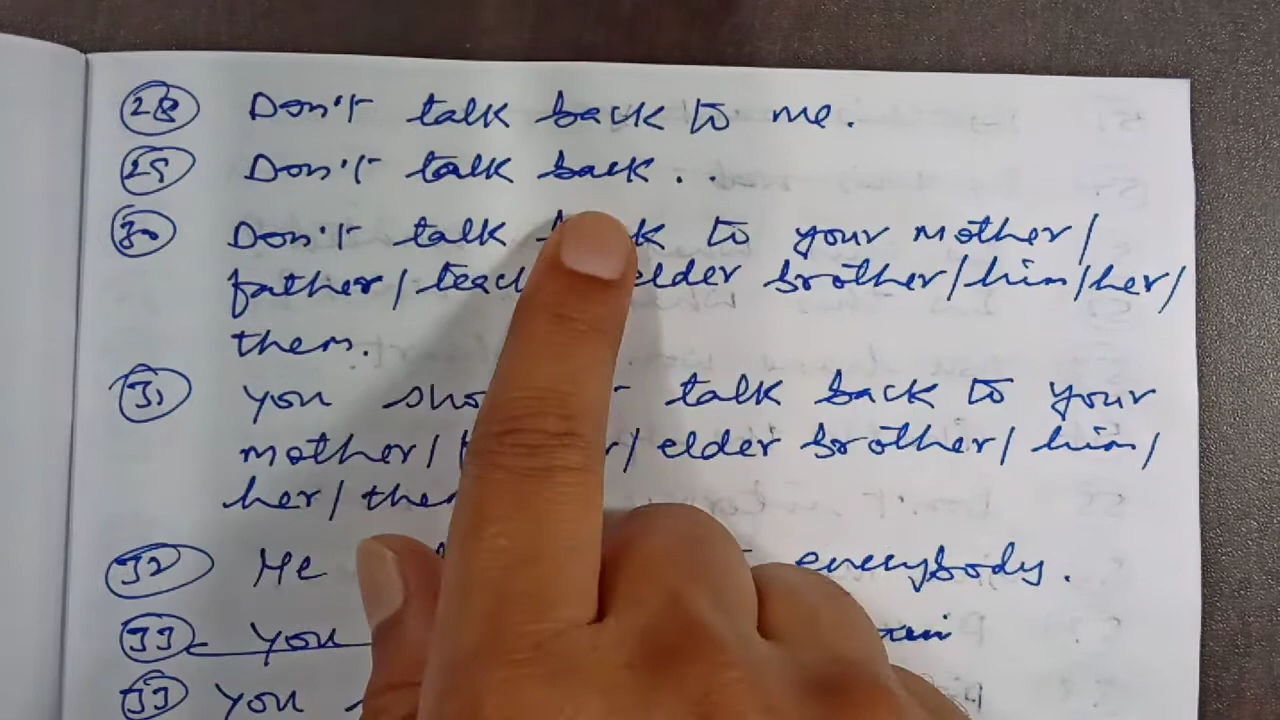 28 Don't talk back to me.
29 Don't talk back..
30 Don't talk to your mother/
father/ elder brother/him/her/
them.
31 You talk back to your
mother/ elder brother/ him/
her/
32 He everybody.
33 You
33 You